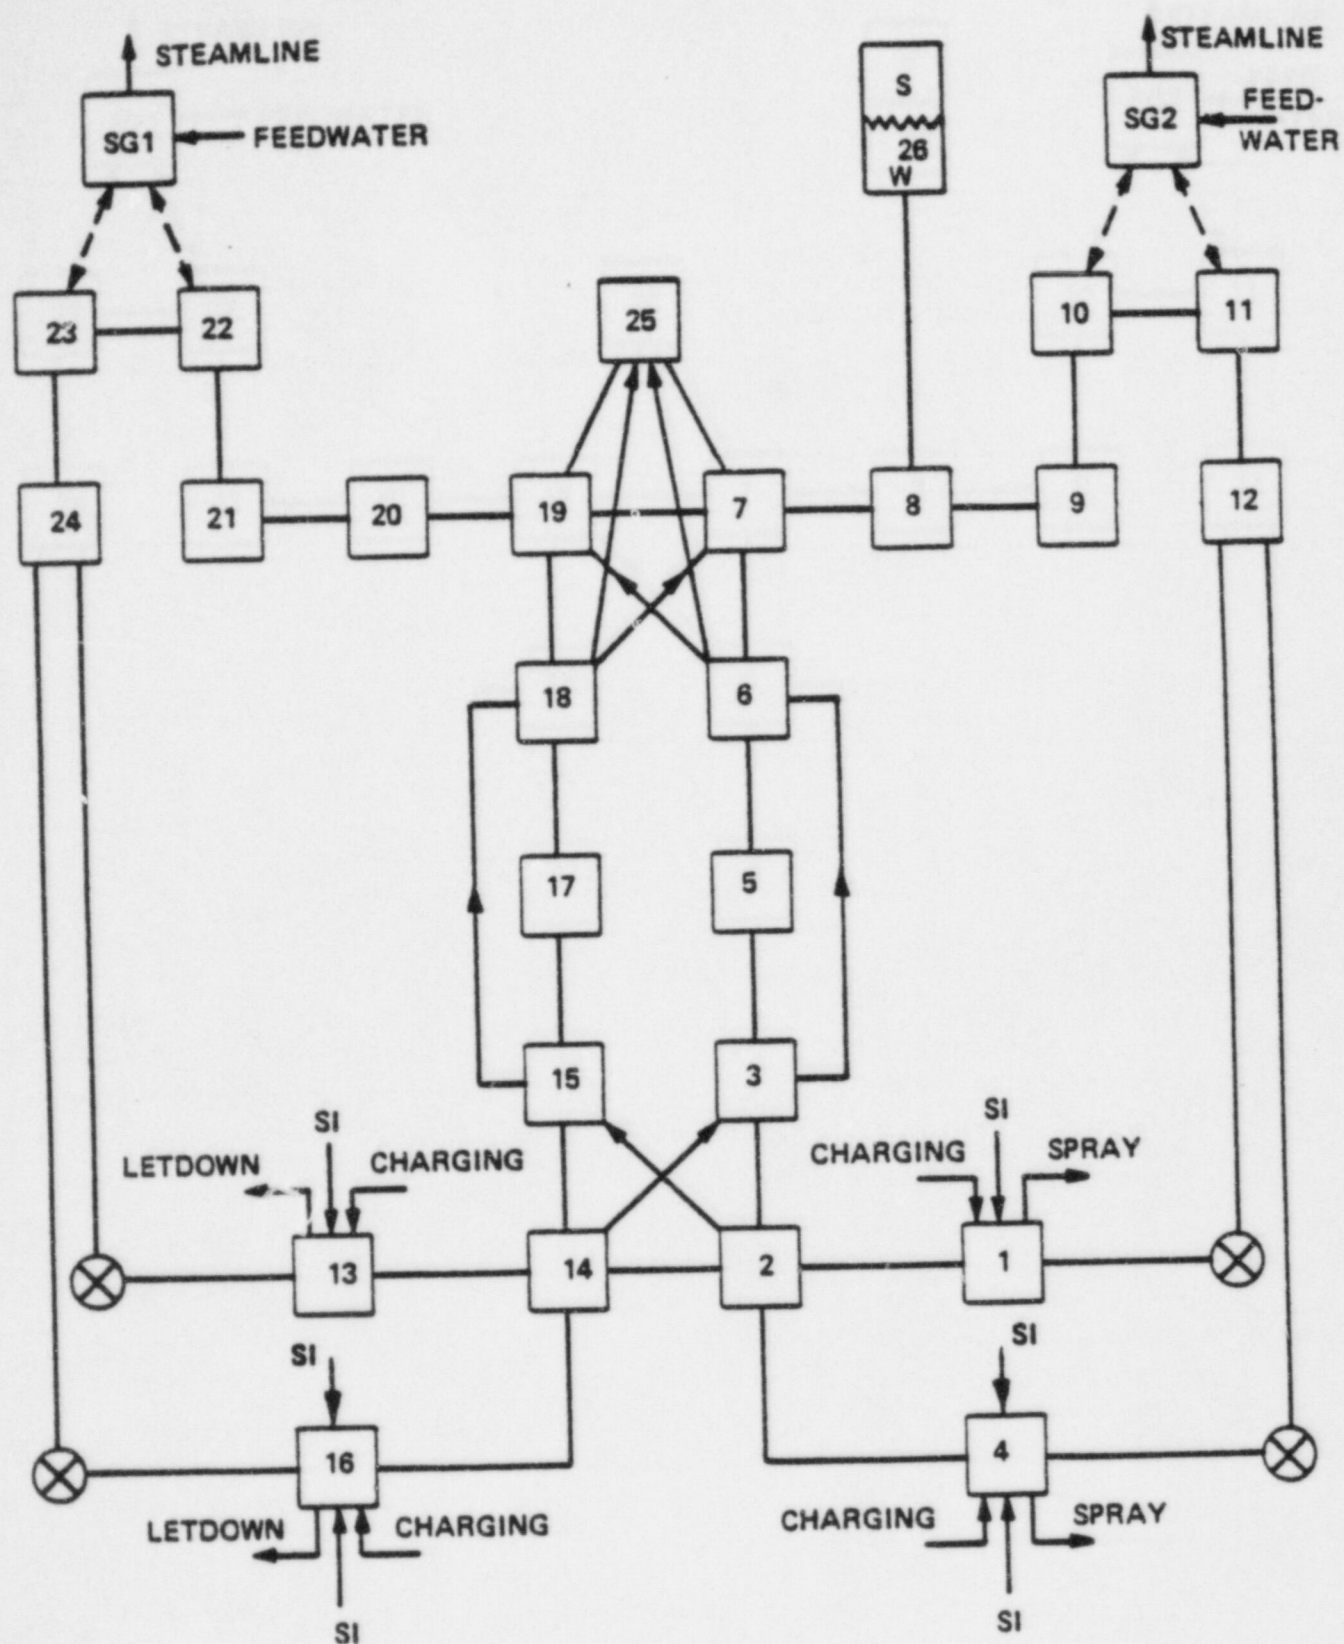 STEAMLINE
STEAMLINE
SG1
FEEDWATER
S
26
W
SG2
FEED-
WATER
23
22
25
10
11
24
21
20
19
7
8
9
12
18
6
17
5
15
3
SI
LETDOWN
CHARGING
SI
CHARGING
SPRAY
13
14
2
1
SI
SI
16
4
LETDOWN
CHARGING
CHARGING
SPRAY
SI
SI